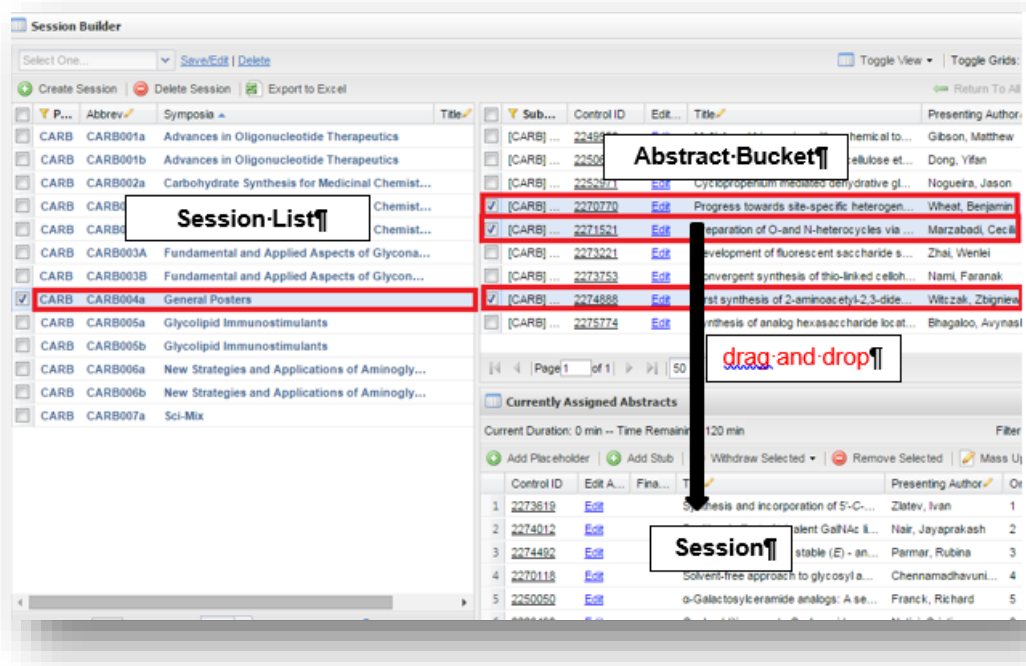 Session Builder
Select One... Save/Edit | Delete Toggle View Toggle Grids:
Create Session Delete Session Export to Excel Return To All
P... Abbrev Symposia Title
CARB CARB001a Advances in Oligonucleotide Therapeutics
CARB CARB001b Advances in Oligonucleotide Therapeutics
CARB CARB002a Carbohydrate Synthesis for Medicinal Chemist...
CARB Chemist...
CARB Chemist...
Session·List¶
CARB CARB003A Fundamental and Applied Aspects of Glycona...
CARB CARB003B Fundamental and Applied Aspects of Glycon...
CARB CARB004a General Posters
CARB CARB005a Glycolipid Immunostimulants
CARB CARB005b Glycolipid Immunostimulants
CARB CARB006a New Strategies and Applications of Aminogly...
CARB CARB006b New Strategies and Applications of Aminogly...
CARB CARB007a Sci-Mix
Sub... Control ID Edit... Title Presenting Author
[CARB] ... Gibson, Matthew
[CARB] ... cellulose et... Dong, Yifan
Abstract·Bucket¶
[CARB] ... 2252971 Edit Cyclopropenium mediated dehydrative gl... Nogueira, Jason
[CARB] ... 2270770 Edit Progress towards site-specific heterogen... Wheat, Benjamin
[CARB] ... 2271521 Edit Preparation of O-and N-heterocycles via ... Marzabadi, Cecili
[CARB] ... 2273221 Edit evelopment of fluorescent saccharide s... Zhai, Wenlei
[CARB] ... 2273753 Edit onvergent synthesis of thio-linked celloh... Nami, Faranak
[CARB] ... 2274888 Edit irst synthesis of 2-aminoacetyl-2,3-dide... Witczak, Zbigniew
[CARB] ... 2275774 Edit ynthesis of analog hexasaccharide locat... Bhagaloo, Avynasl
Page 1 of 1 50
drag·and·drop¶
Currently Assigned Abstracts
Current Duration: 0 min -- Time Remaining 120 min Filter
Add Placeholder Add Stub Withdraw Selected Remove Selected Mass Up
Control ID Edit A... Fina... Presenting Author Or
1 2273619 Edit Synthesis and incorporation of 5'-C-... Zlatev, Ivan 1
2 2274012 Edit alent GalNAc li... Nair, Jayaprakash 2
3 2274492 Edit stable (E) - an... Parmar, Rubina 3
Session¶
4 2270118 Edit Solvent-free approach to glycosyl a... Chennamadhavuni... 4
5 2250050 Edit α-Galactosylceramide analogs: A se... Franck, Richard 5